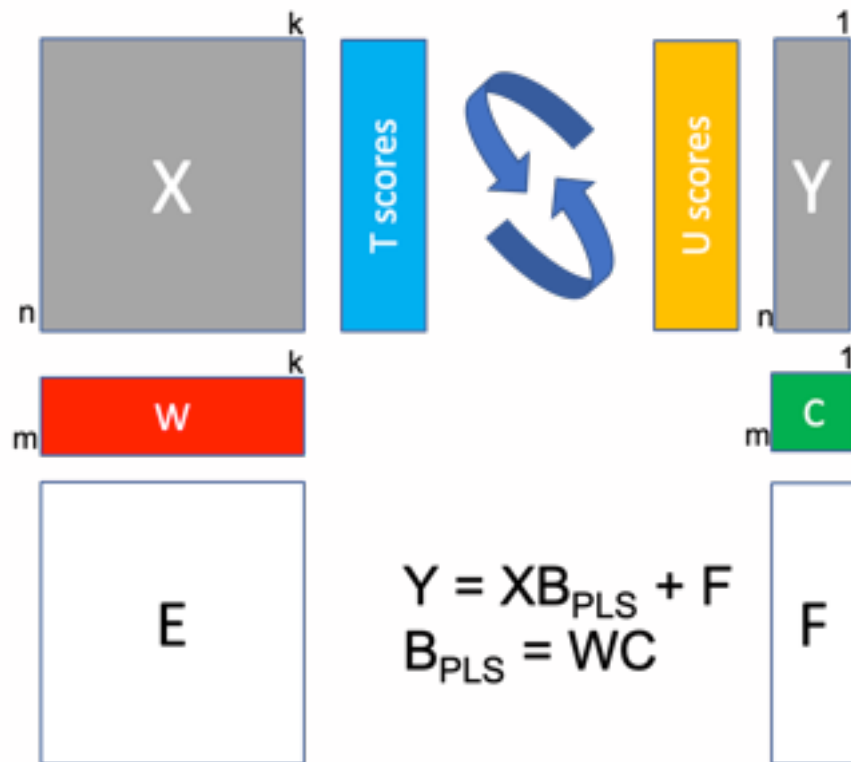 k
1
X
T scores
U scores
Y
n
n
k
1
W
C
m
m
E
Y = XB_PLS + F
B_PLS = WC
F